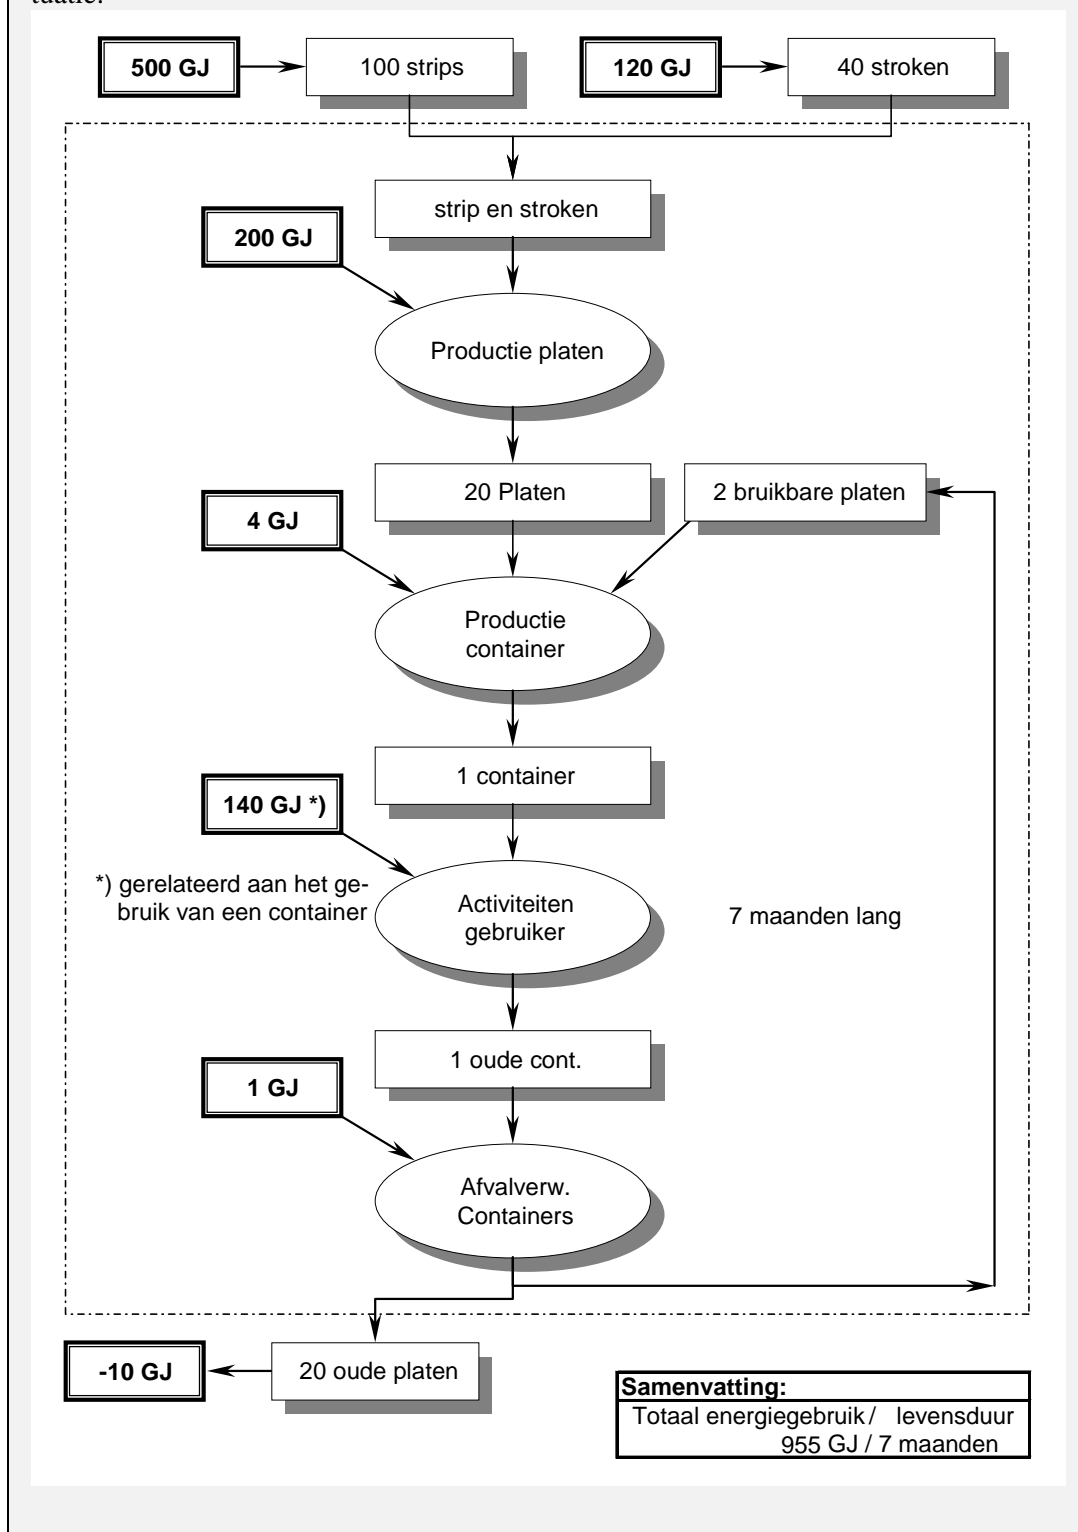 tuatie.
500 GJ
100 strips
120 GJ
40 stroken
strip en stroken
200 GJ
Productie platen
20 Platen
2 bruikbare platen
4 GJ
Productie
container
1 container
140 GJ *)
*) gerelateerd aan het ge-
bruik van een container
Activiteiten
gebruiker
7 maanden lang
1 oude cont.
1 GJ
Afvalverw.
Containers
-10 GJ
20 oude platen
Samenvatting:
Totaal energiegebruik / levensduur
955 GJ / 7 maanden